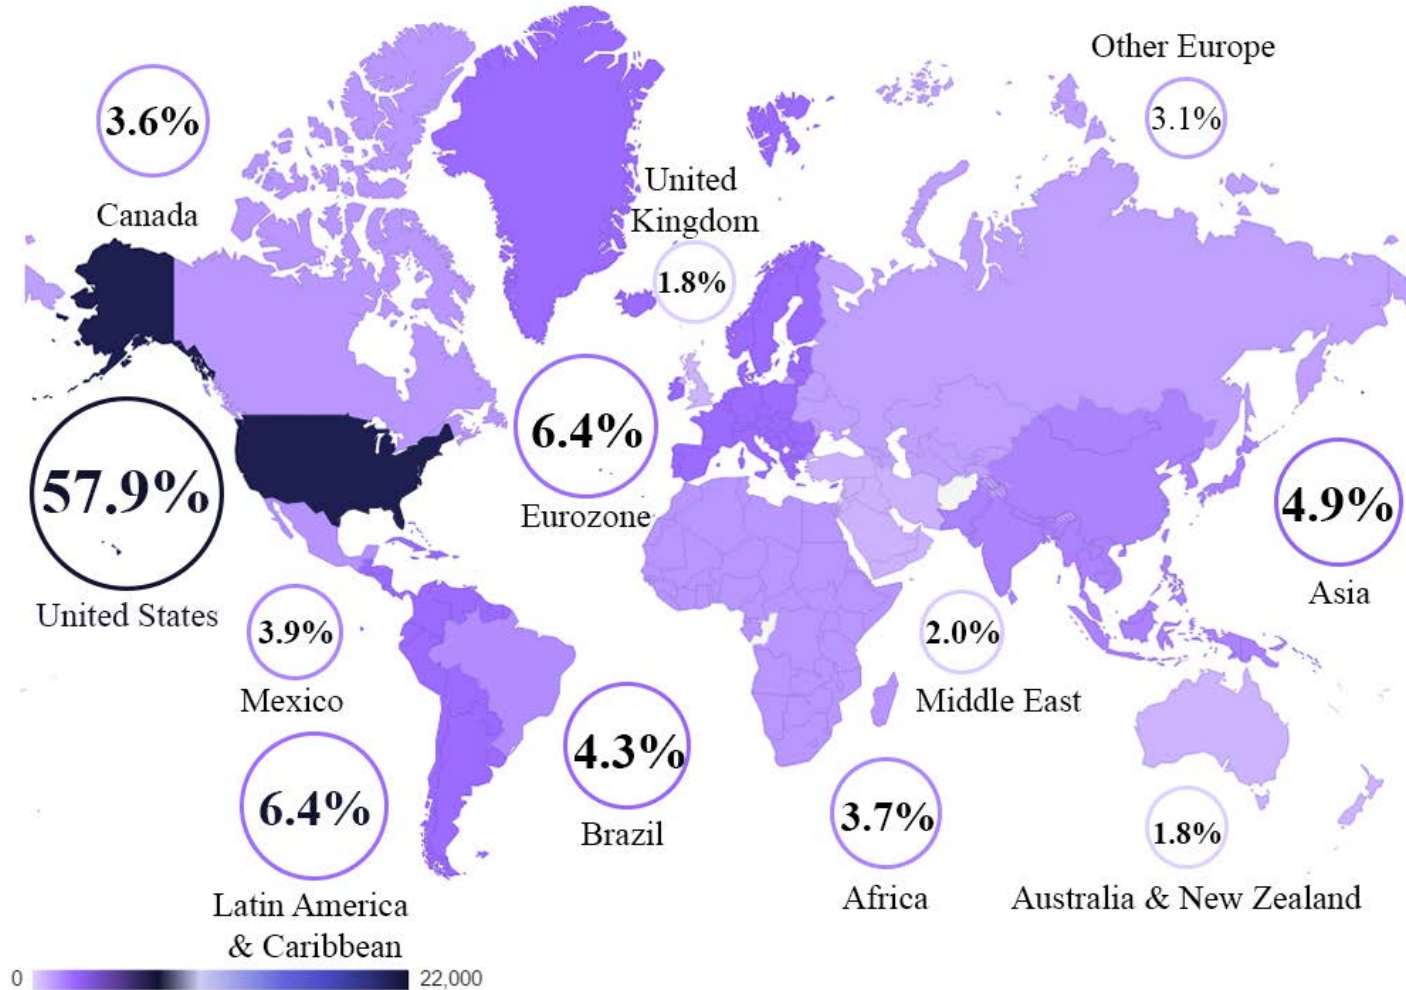 Other Europe
3.1%
3.6%
Canada
United
Kingdom
1.8%
57.9%
United States
6.4%
Eurozone
4.9%
Asia
3.9%
Mexico
2.0%
Middle East
6.4%
Latin America
& Caribbean
4.3%
Brazil
3.7%
Africa
1.8%
Australia & New Zealand
0
22,000